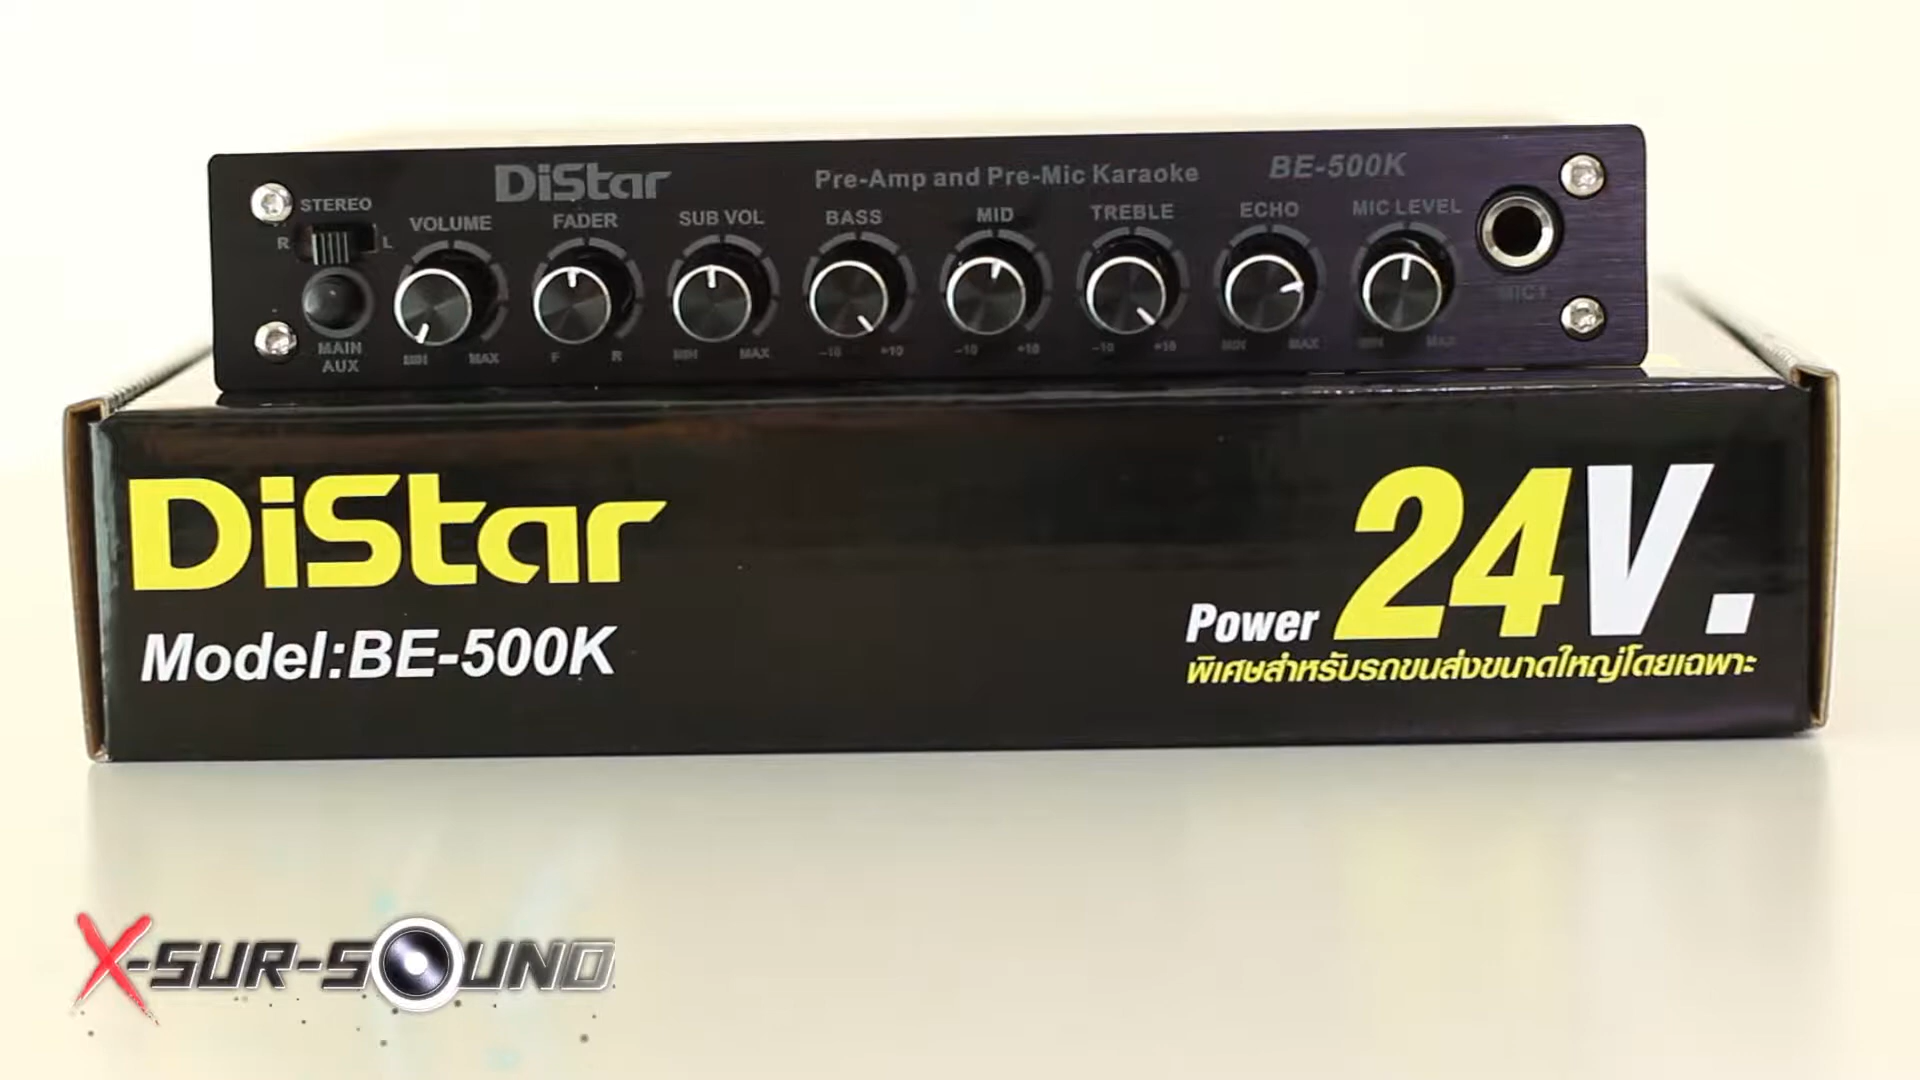 DiStar
Pre-Amp and Pre-Mic Karaoke
BE-500K
STEREO
R
L
MAIN
AUX
VOLUME
MIN
MAX
FADER
F
R
SUB VOL
MIN
MAX
BASS
-10
+10
MID
-10
+10
TREBLE
-10
+10
ECHO
MIN
MAX
MIC LEVEL
MIN
MAX
MIC1
DiStar
Model:BE-500K
Power 24V.
พิเศษสำหรับรถขนส่งขนาดใหญ่โดยเฉพาะ
X-SUR-SOUND